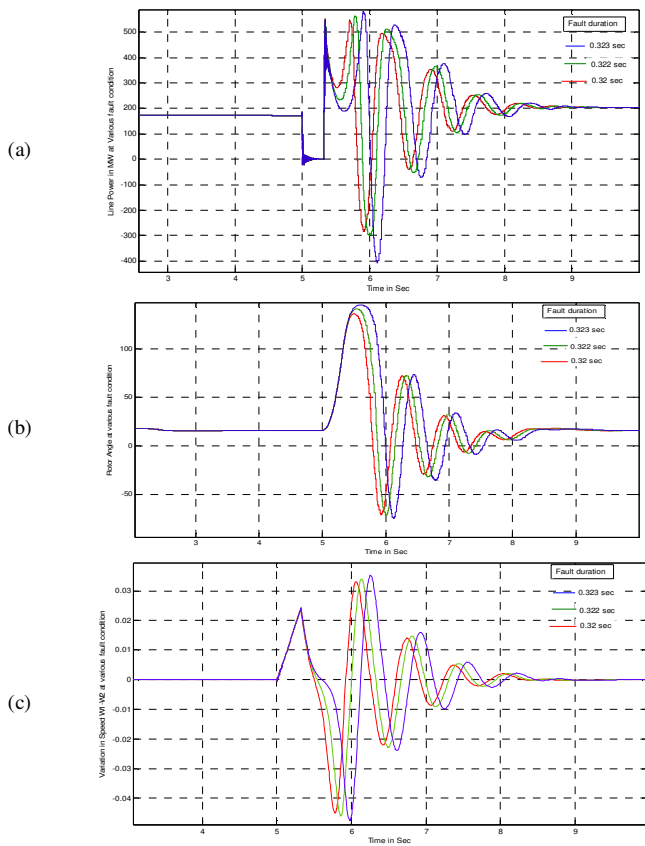 (a)
Line Power in MW at Various fault condition
500
400
300
200
100
0
-100
-200
-300
-400
3
4
5
6
7
8
9
Time in Sec
Fault duration
0.323 sec
0.322 sec
0.32 sec
(b)
Rotor Angle at various fault condition
100
50
0
-50
3
4
5
6
7
8
9
Time in Sec
Fault duration
0.323 sec
0.322 sec
0.32 sec
(c)
Variation in Speed W1-W2 at various fault condition
0.03
0.02
0.01
0
-0.01
-0.02
-0.03
-0.04
4
5
6
7
8
9
Time in Sec
Fault duration
0.323 sec
0.322 sec
0.32 sec